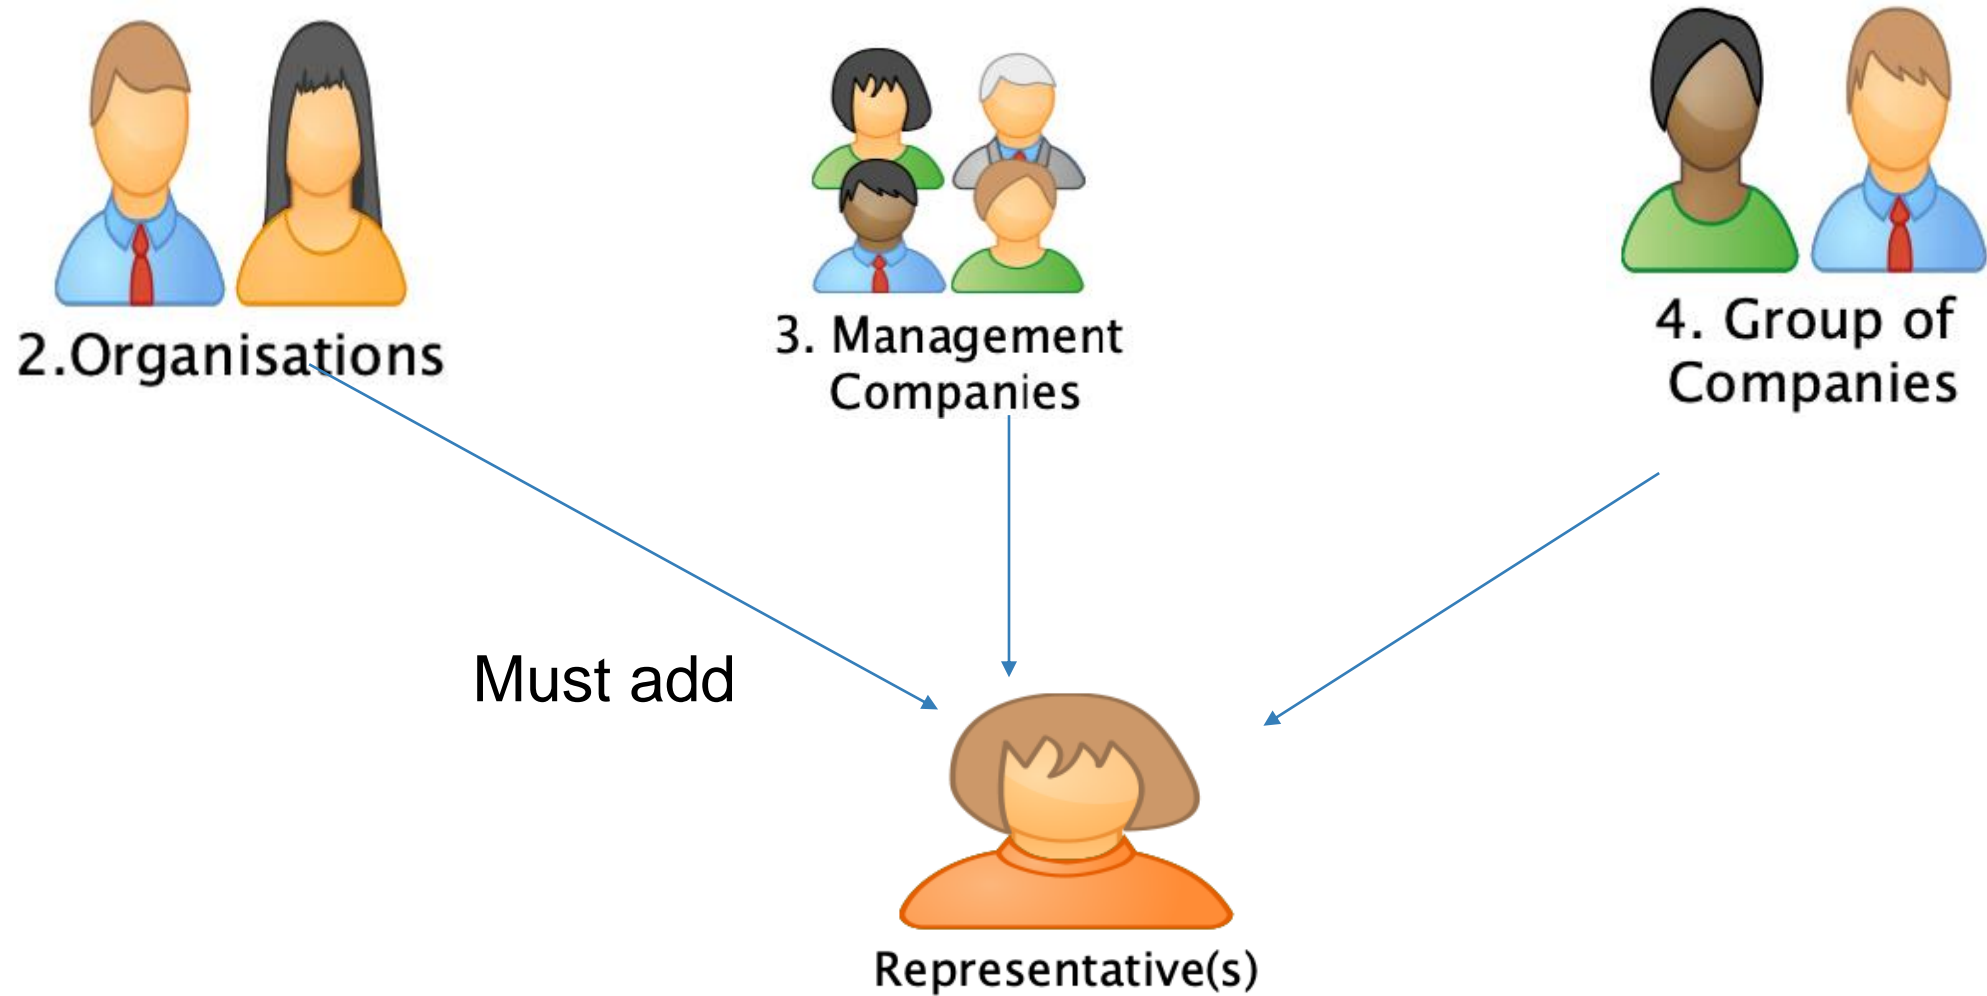 2.Organisations
3. Management
Companies
4. Group of
Companies
Must add
Representative(s)